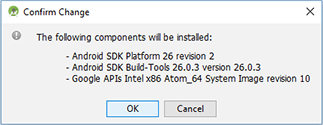 Confirm Change
The following components will be installed:
- Android SDK Platform 26 revision 2
- Android SDK Build-Tools 26.0.3 version 26.0.3
- Google APIs Intel x86 Atom_64 System Image revision 10
OK
Cancel